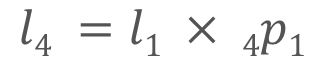 l₄ = l₁ × ₄p₁